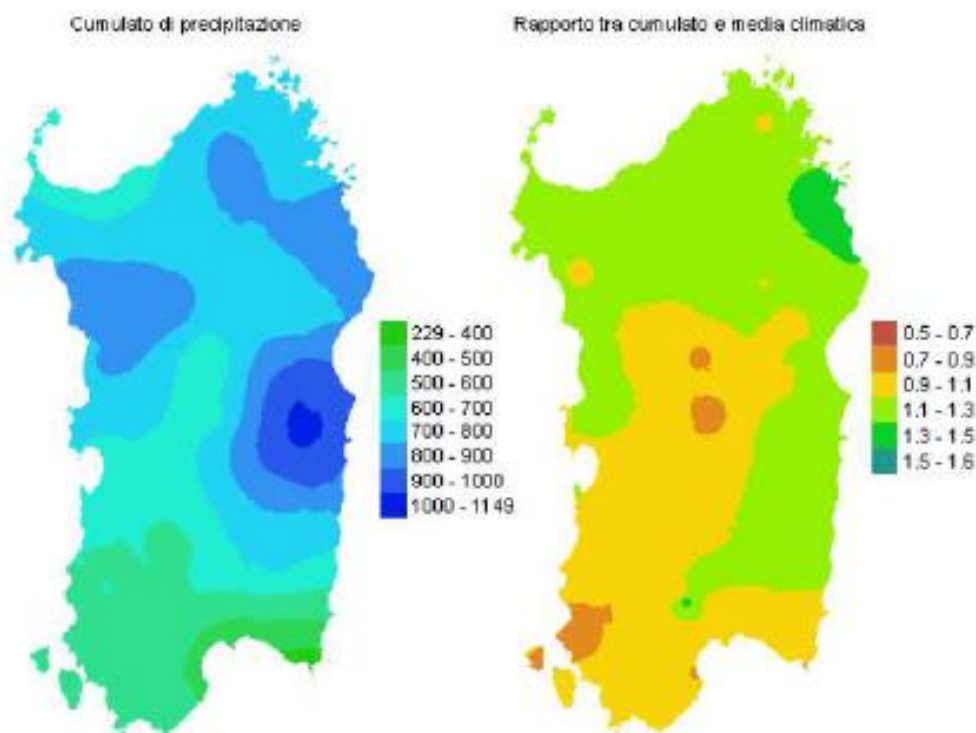 Cumulato di precipitazione
Rapporto tra cumulato e media climatica
229 - 400
400 - 500
500 - 600
600 - 700
700 - 800
800 - 900
900 - 1000
1000 - 1149
0.5 - 0.7
0.7 - 0.9
0.9 - 1.1
1.1 - 1.3
1.3 - 1.5
1.5 - 1.6